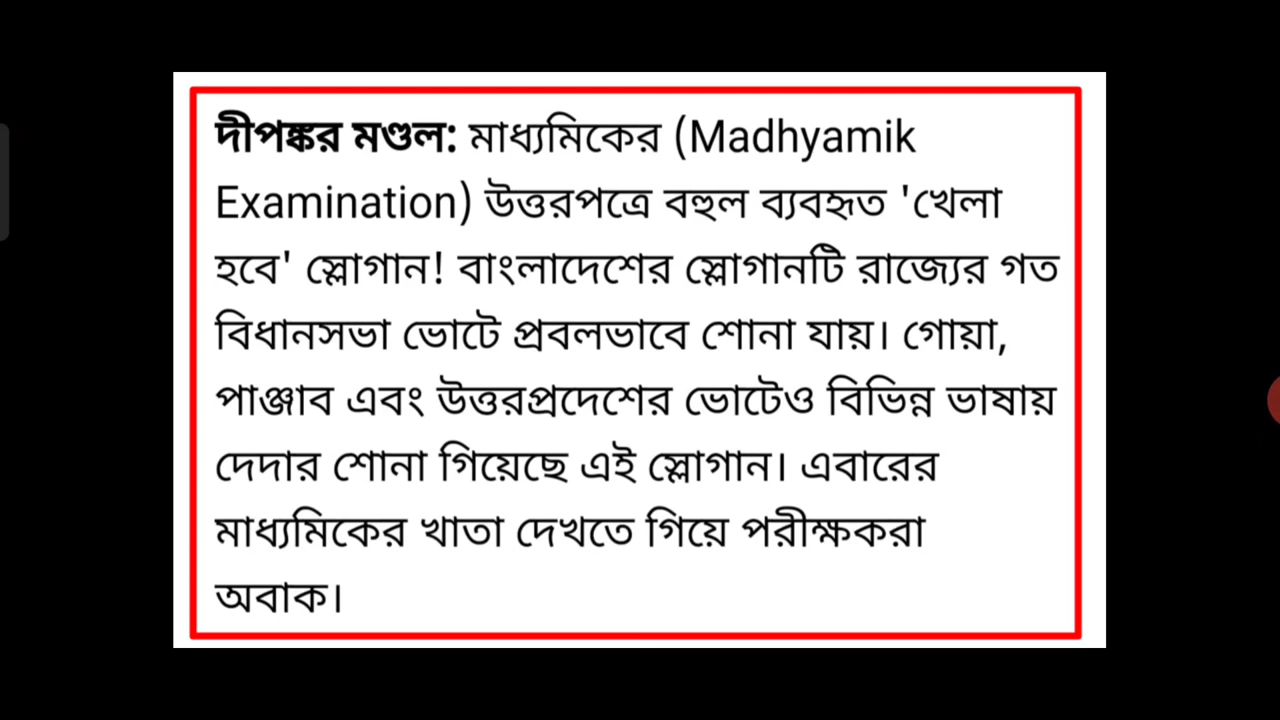 দীপঙ্কর মণ্ডল: মাধ্যমিকের (Madhyamik
Examination) উত্তরপত্রে বহুল ব্যবহৃত 'খেলা
হবে' স্লোগান! বাংলাদেশের স্লোগানটি রাজ্যের গত
বিধানসভা ভোটে প্রবলভাবে শোনা যায়। গোয়া,
পাঞ্জাব এবং উত্তরপ্রদেশের ভোটেও বিভিন্ন ভাষায়
দেদার শোনা গিয়েছে এই স্লোগান। এবারের
মাধ্যমিকের খাতা দেখতে গিয়ে পরীক্ষকরা
অবাক।